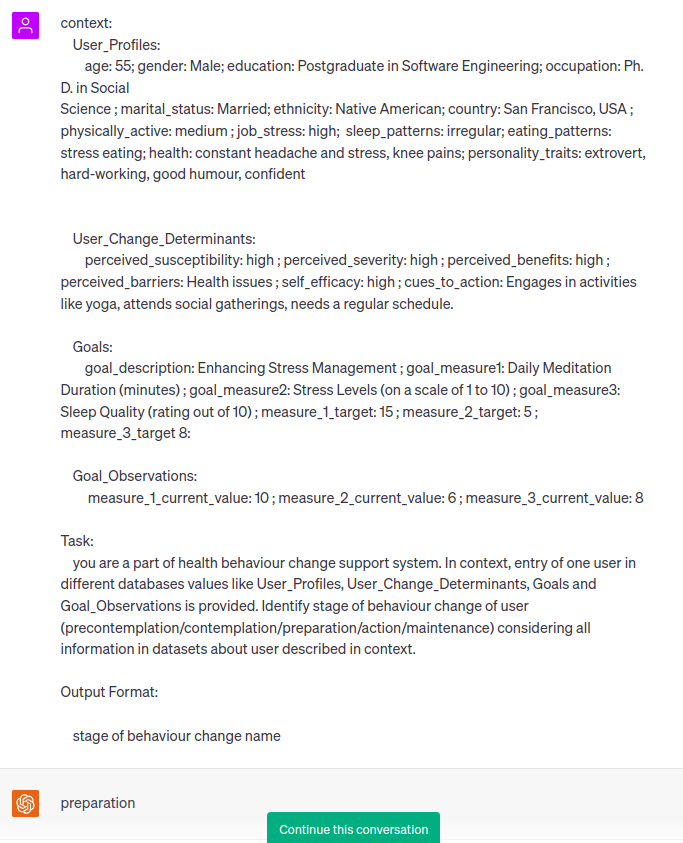 context:
User_Profiles:
age: 55; gender: Male; education: Postgraduate in Software Engineering; occupation: Ph.
D. in Social
Science ; marital_status: Married; ethnicity: Native American; country: San Francisco, USA ;
physically_active: medium ; job_stress: high;  sleep_patterns: irregular; eating_patterns:
stress eating; health: constant headache and stress, knee pains; personality_traits: extrovert,
hard-working, good humour, confident
User_Change_Determinants:
perceived_susceptibility: high ; perceived_severity: high ; perceived_benefits: high ;
perceived_barriers: Health issues ; self_efficacy: high ; cues_to_action: Engages in activities
like yoga, attends social gatherings, needs a regular schedule.
Goals:
goal_description: Enhancing Stress Management ; goal_measure1: Daily Meditation
Duration (minutes) ; goal_measure2: Stress Levels (on a scale of 1 to 10) ; goal_measure3:
Sleep Quality (rating out of 10) ; measure_1_target: 15 ; measure_2_target: 5 ;
measure_3_target 8:
Goal_Observations:
measure_1_current_value: 10 ; measure_2_current_value: 6 ; measure_3_current_value: 8
Task:
you are a part of health behaviour change support system. In context, entry of one user in
different databases values like User_Profiles, User_Change_Determinants, Goals and
Goal_Observations is provided. Identify stage of behaviour change of user
(precontemplation/contemplation/preparation/action/maintenance) considering all
information in datasets about user described in context.
Output Format:
stage of behaviour change name
preparation
Continue this conversation